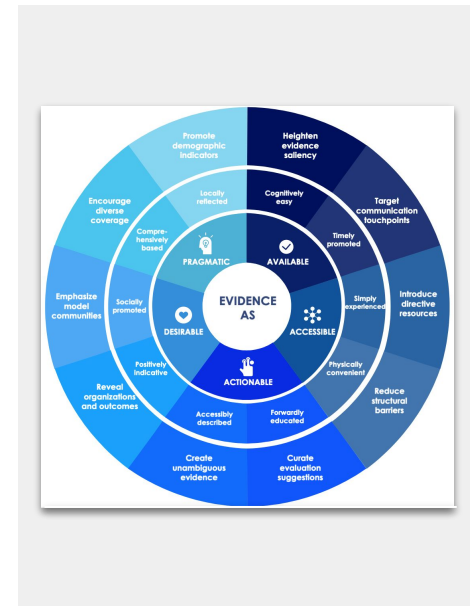 EVIDENCE
AS
AVAILABLE
ACCESSIBLE
ACTIONABLE
DESIRABLE
PRAGMATIC
Cognitively
easy
Timely
promoted
Simply
experienced
Physically
convenient
Forwardly
educated
Accessibly
described
Positively
indicative
Socially
promoted
Compre-
hensively
based
Locally
reflected
Heighten
evidence
saliency
Target
communication
touchpoints
Introduce
directive
resources
Reduce
structural
barriers
Curate
evaluation
suggestions
Create
unambiguous
evidence
Reveal
organizations
and outcomes
Emphasize
model
communities
Encourage
diverse
coverage
Promote
demographic
indicators